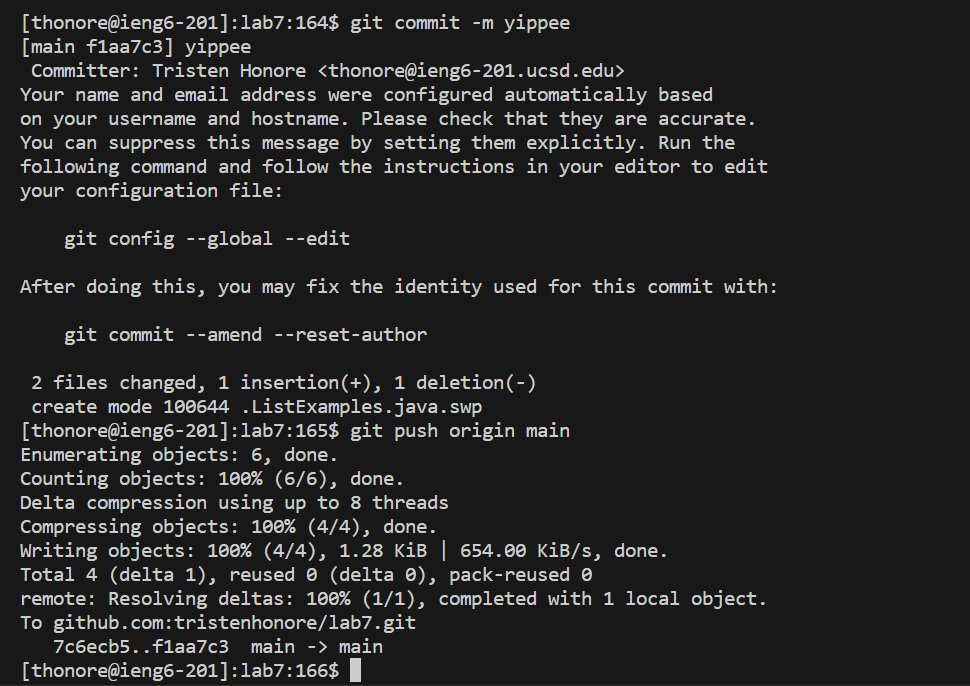 [thonore@ieng6-201]:lab7:164$ git commit -m yippee
[main f1aa7c3] yippee
 Committer: Tristen Honore <thonore@ieng6-201.ucsd.edu>
Your name and email address were configured automatically based
on your username and hostname. Please check that they are accurate.
You can suppress this message by setting them explicitly. Run the
following command and follow the instructions in your editor to edit
your configuration file:

    git config --global --edit

After doing this, you may fix the identity used for this commit with:

    git commit --amend --reset-author

 2 files changed, 1 insertion(+), 1 deletion(-)
 create mode 100644 .ListExamples.java.swp
[thonore@ieng6-201]:lab7:165$ git push origin main
Enumerating objects: 6, done.
Counting objects: 100% (6/6), done.
Delta compression using up to 8 threads
Compressing objects: 100% (4/4), done.
Writing objects: 100% (4/4), 1.28 KiB | 654.00 KiB/s, done.
Total 4 (delta 1), reused 0 (delta 0), pack-reused 0
remote: Resolving deltas: 100% (1/1), completed with 1 local object.
To github.com:tristenhonore/lab7.git
   7c6ecb5..f1aa7c3  main -> main
[thonore@ieng6-201]:lab7:166$